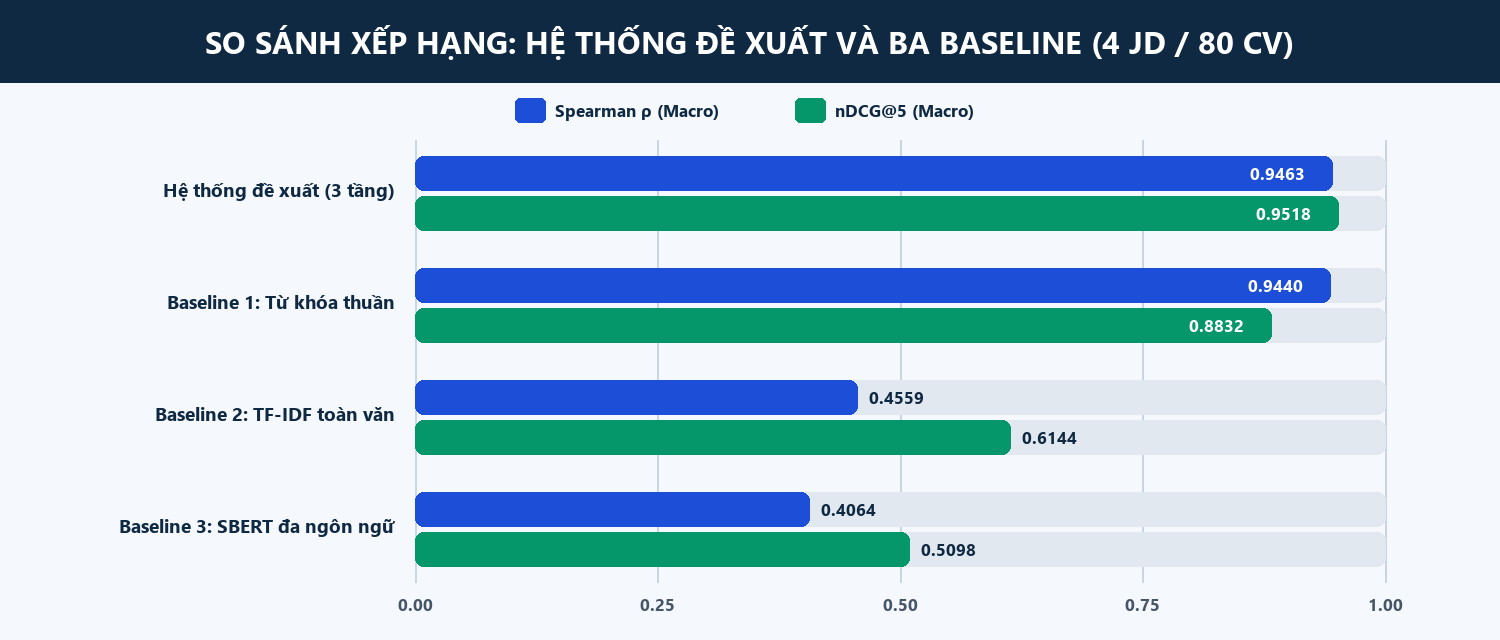 SO SÁNH XẾP HẠNG: HỆ THỐNG ĐỀ XUẤT VÀ BA BASELINE (4 JD / 80 CV)
Spearman ρ (Macro)
nDCG@5 (Macro)
Hệ thống đề xuất (3 tầng)
0.9463
0.9518
Baseline 1: Từ khóa thuần
0.9440
0.8832
Baseline 2: TF-IDF toàn văn
0.4559
0.6144
Baseline 3: SBERT đa ngôn ngữ
0.4064
0.5098
0.00 0.25 0.50 0.75 1.00